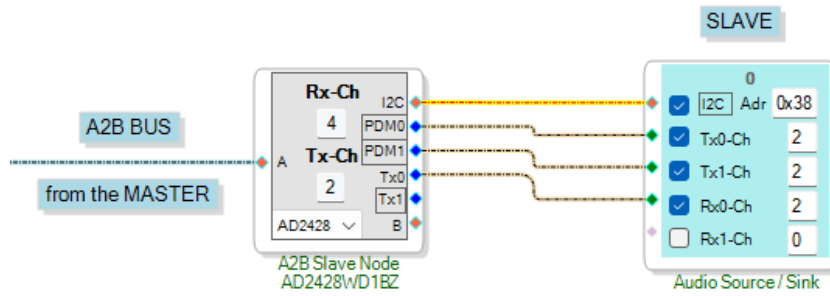 SLAVE
A2B BUS
from the MASTER
Rx-Ch
4
Tx-Ch
2
A
I2C
PDM0
PDM1
Tx0
Tx1
B
AD2428
A2B Slave Node
AD2428WD1BZ
0
I2C Adr 0x38
Tx0-Ch 2
Tx1-Ch 2
Rx0-Ch 2
Rx1-Ch 0
Audio Source / Sink